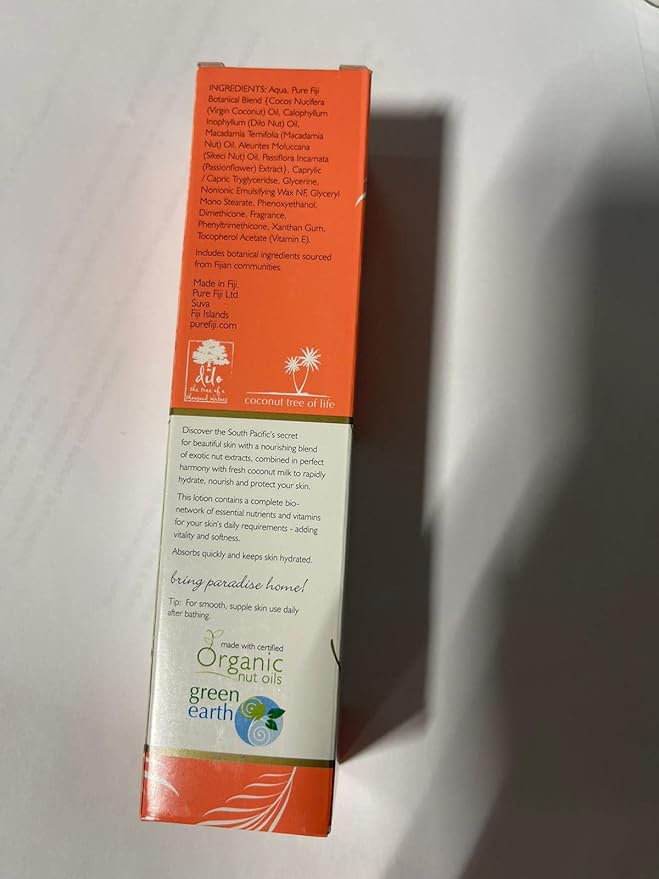 INGREDIENTS: Aqua, Pure Fiji
Botanical Blend {Cocos Nucifera
(Virgin Coconut) Oil, Calophyllum
Inophyllum (Dilo Nut) Oil,
Macadamia Ternifolia (Macadamia
Nut) Oil, Aleurites Moluccana
(Sikeci Nut) Oil, Passiflora Incarnata
(Passionflower) Extract}, Caprylic
/ Capric Tryglyceridse, Glycerine,
Nonionic Emulsifying Wax NF, Glyceryl
Mono Stearate, Phenoxyethanol,
Dimethicone, Fragrance,
Phenyltrimethicone, Xanthan Gum,
Tocopherol Acetate (Vitamin E).
Includes botanical ingredients sourced
from Fijian communities
Made in Fiji.
Pure Fiji Ltd
Suva
Fiji Islands
purefiji.com
dilo
the tree of a
thousand virtues
coconut tree of life
Discover the South Pacific's secret
for beautiful skin with a nourishing blend
of exotic nut extracts, combined in perfect
harmony with fresh coconut milk to rapidly
hydrate, nourish and protect your skin.
This lotion contains a complete bio-
network of essential nutrients and vitamins
for your skin's daily requirements - adding
vitality and softness.
Absorbs quickly and keeps skin hydrated.
bring paradise home!
Tip: For smooth, supple skin use daily
after bathing.
made with certified
Organic
nut oils
green
earth